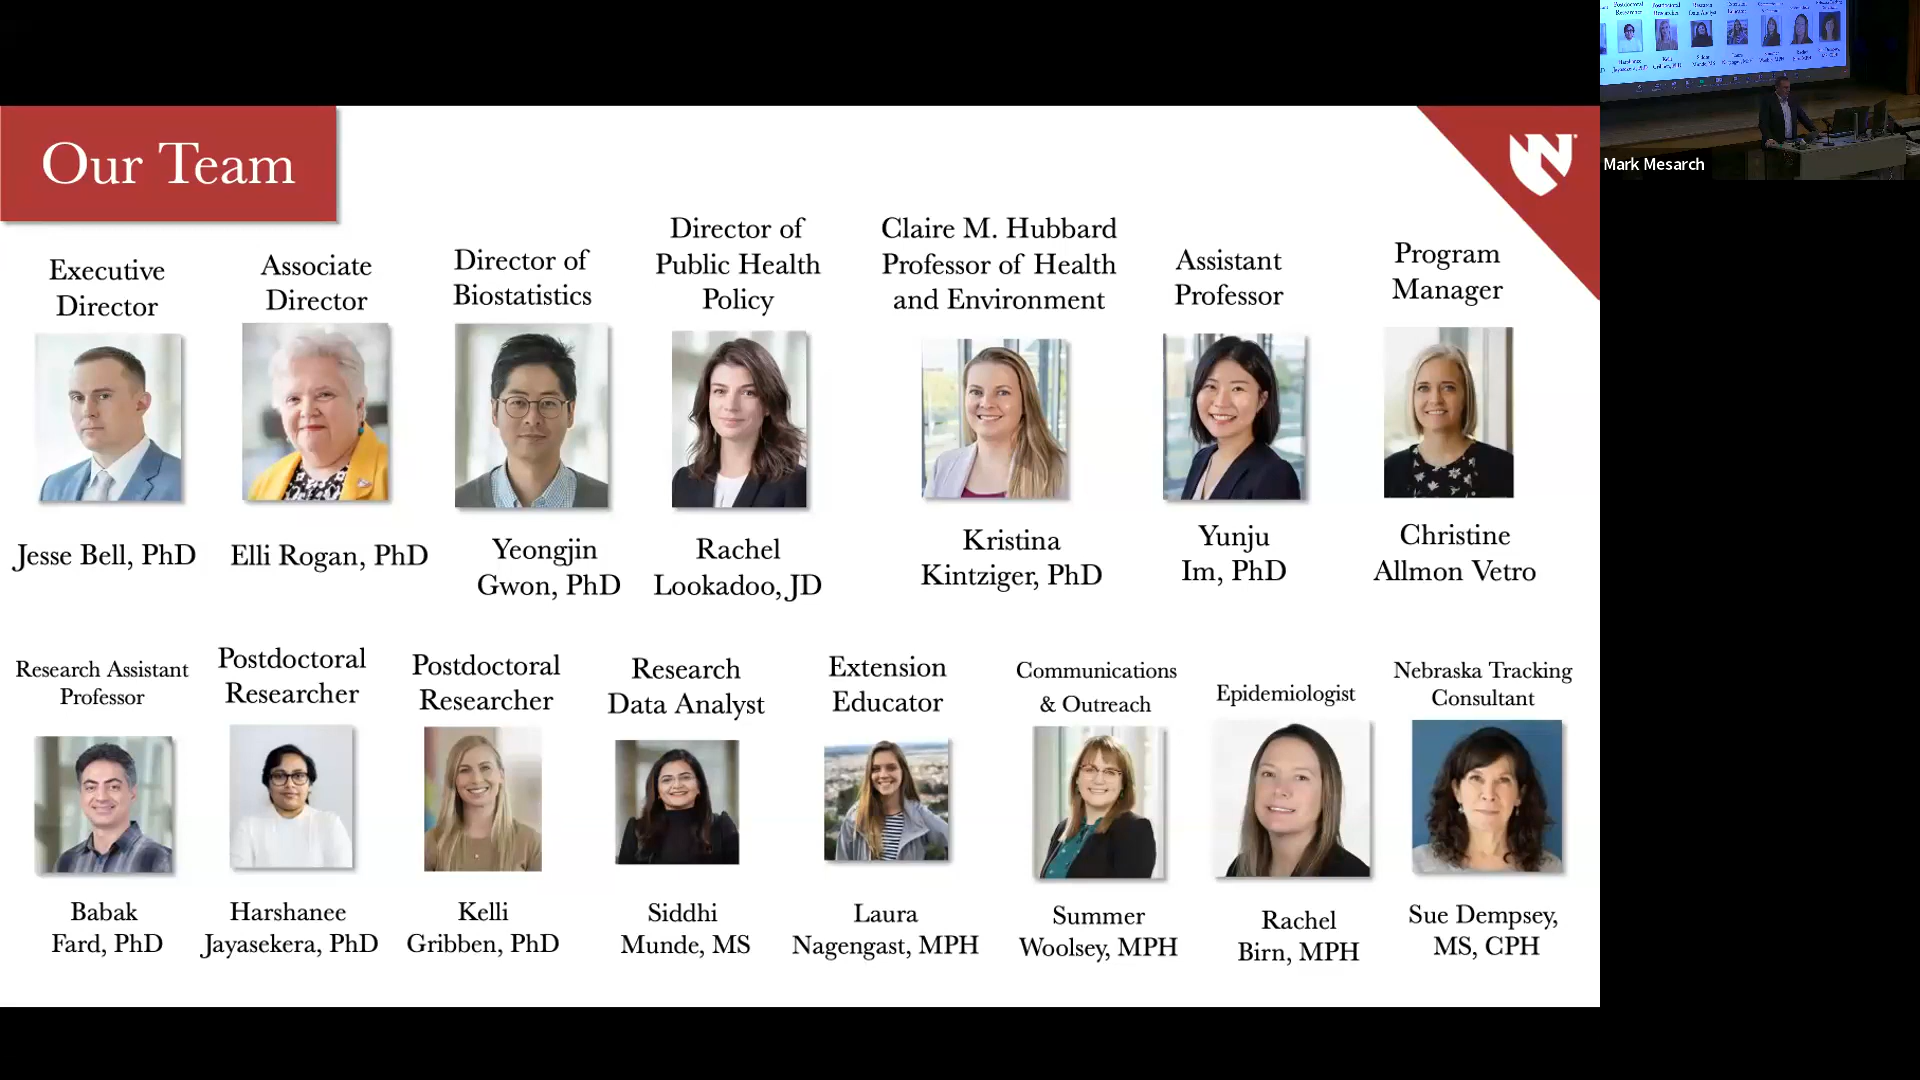 Our Team
Executive
Director
Associate
Director
Director of
Biostatistics
Director of
Public Health
Policy
Claire M. Hubbard
Professor of Health
and Environment
Assistant
Professor
Program
Manager
Jesse Bell, PhD
Elli Rogan, PhD
Yeongjin
Gwon, PhD
Rachel
Lookadoo, JD
Kristina
Kintziger, PhD
Yunju
Im, PhD
Christine
Allmon Vetro
Research Assistant
Professor
Postdoctoral
Researcher
Postdoctoral
Researcher
Research
Data Analyst
Extension
Educator
Communications
& Outreach
Epidemiologist
Nebraska Tracking
Consultant
Babak
Fard, PhD
Harshanee
Jayasekera, PhD
Kelli
Gribben, PhD
Siddhi
Munde, MS
Laura
Nagengast, MPH
Summer
Woolsey, MPH
Rachel
Birn, MPH
Sue Dempsey,
MS, CPH
N
Mark Mesarch